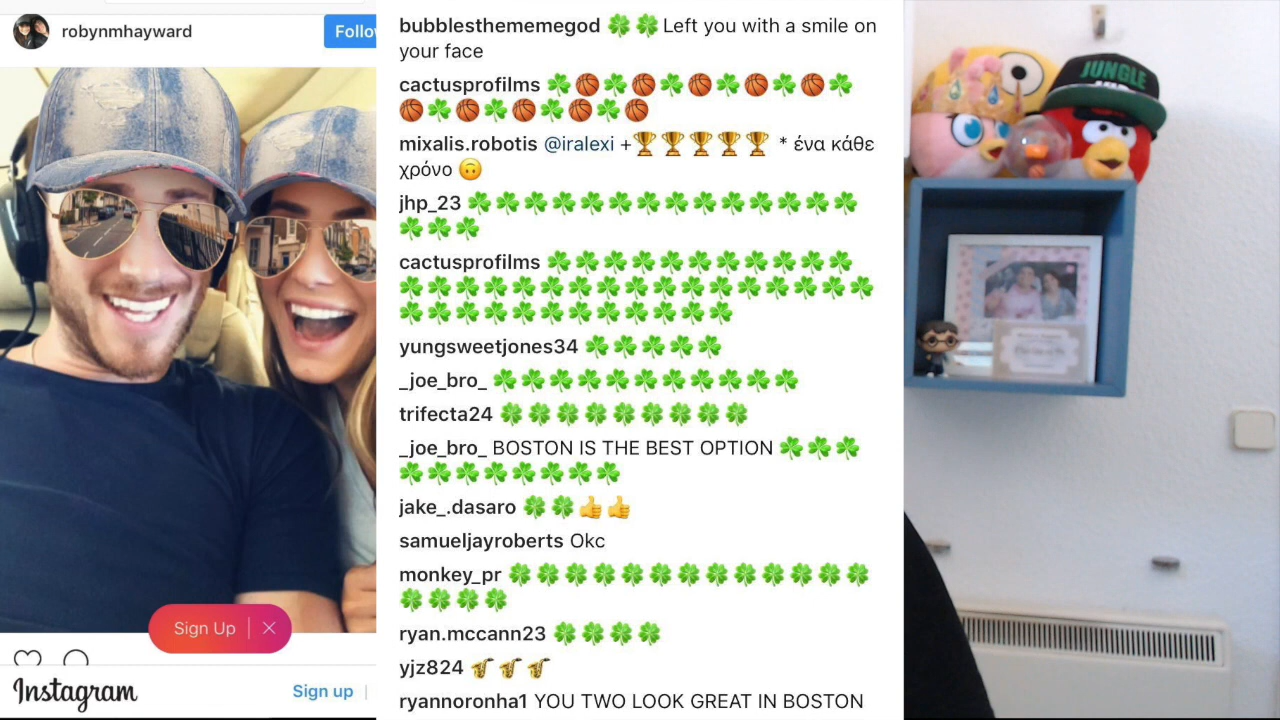 robynmhayward
Follow
Sign Up
Instagram
Sign up
bubblesthememegod ☘️ ☘️ Left you with a smile on
your face
cactusprofilms ☘️🏀☘️🏀☘️🏀☘️🏀☘️🏀☘️
🏀☘️🏀☘️🏀☘️🏀☘️🏀
mixalis.robotis @iralexi +🏆🏆🏆🏆🏆 * ένα κάθε
χρόνο 🙃
jhp_23 ☘️☘️☘️☘️☘️☘️☘️☘️☘️☘️☘️☘️☘️☘️
☘️☘️☘️
cactusprofilms ☘️☘️☘️☘️☘️☘️☘️☘️☘️☘️☘️
☘️☘️☘️☘️☘️☘️☘️☘️☘️☘️☘️☘️☘️☘️☘️☘️☘️
☘️☘️☘️☘️☘️☘️☘️☘️☘️☘️☘️☘️
yungsweetjones34 ☘️☘️☘️☘️☘️
_joe_bro_ ☘️☘️☘️☘️☘️☘️☘️☘️☘️☘️☘️
trifecta24 ☘️☘️☘️☘️☘️☘️☘️☘️☘️
_joe_bro_ BOSTON IS THE BEST OPTION ☘️☘️☘️
☘️☘️☘️☘️☘️☘️☘️☘️
jake_.dasaro ☘️☘️👍👍
samueljayroberts Okc
monkey_pr ☘️☘️☘️☘️☘️☘️☘️☘️☘️☘️☘️☘️☘️
☘️☘️☘️☘️
ryan.mccann23 ☘️☘️☘️☘️
yjz824 🎷🎷🎷
ryannoronha1 YOU TWO LOOK GREAT IN BOSTON
JUNGLE